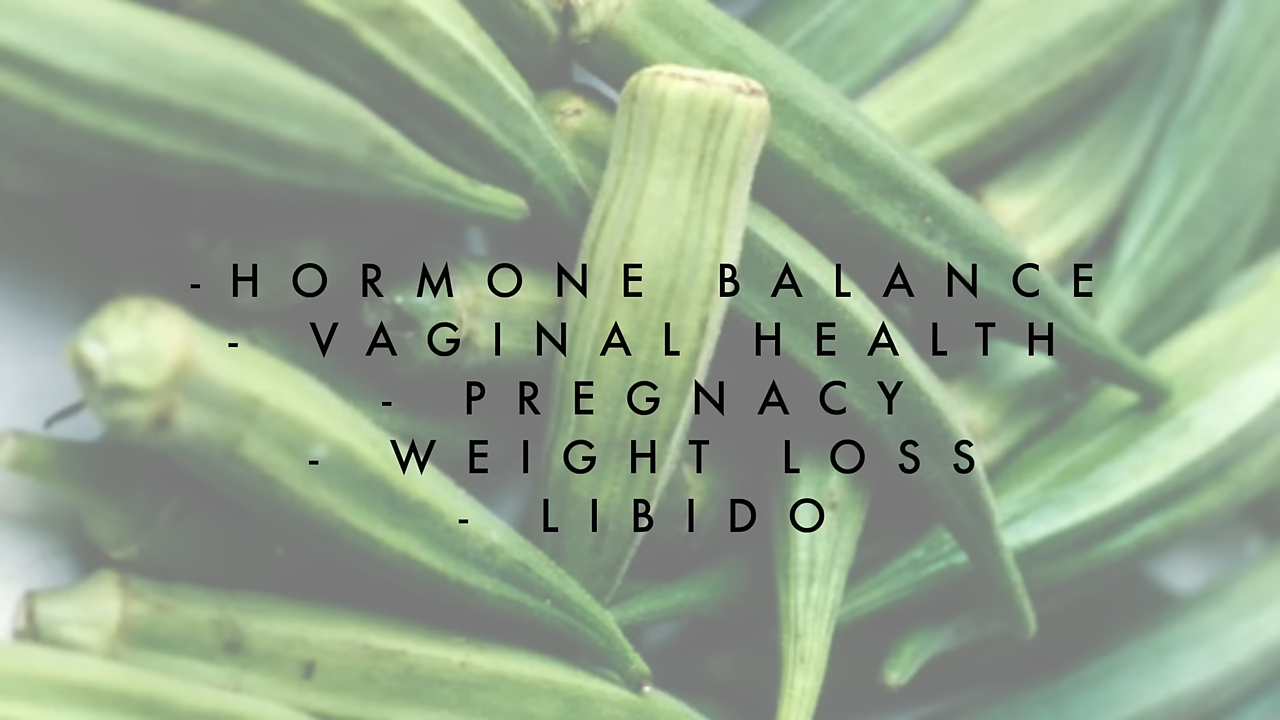 -HORMONE BALANCE
- VAGINAL HEALTH
- PREGNACY
- WEIGHT LOSS
- LIBIDO